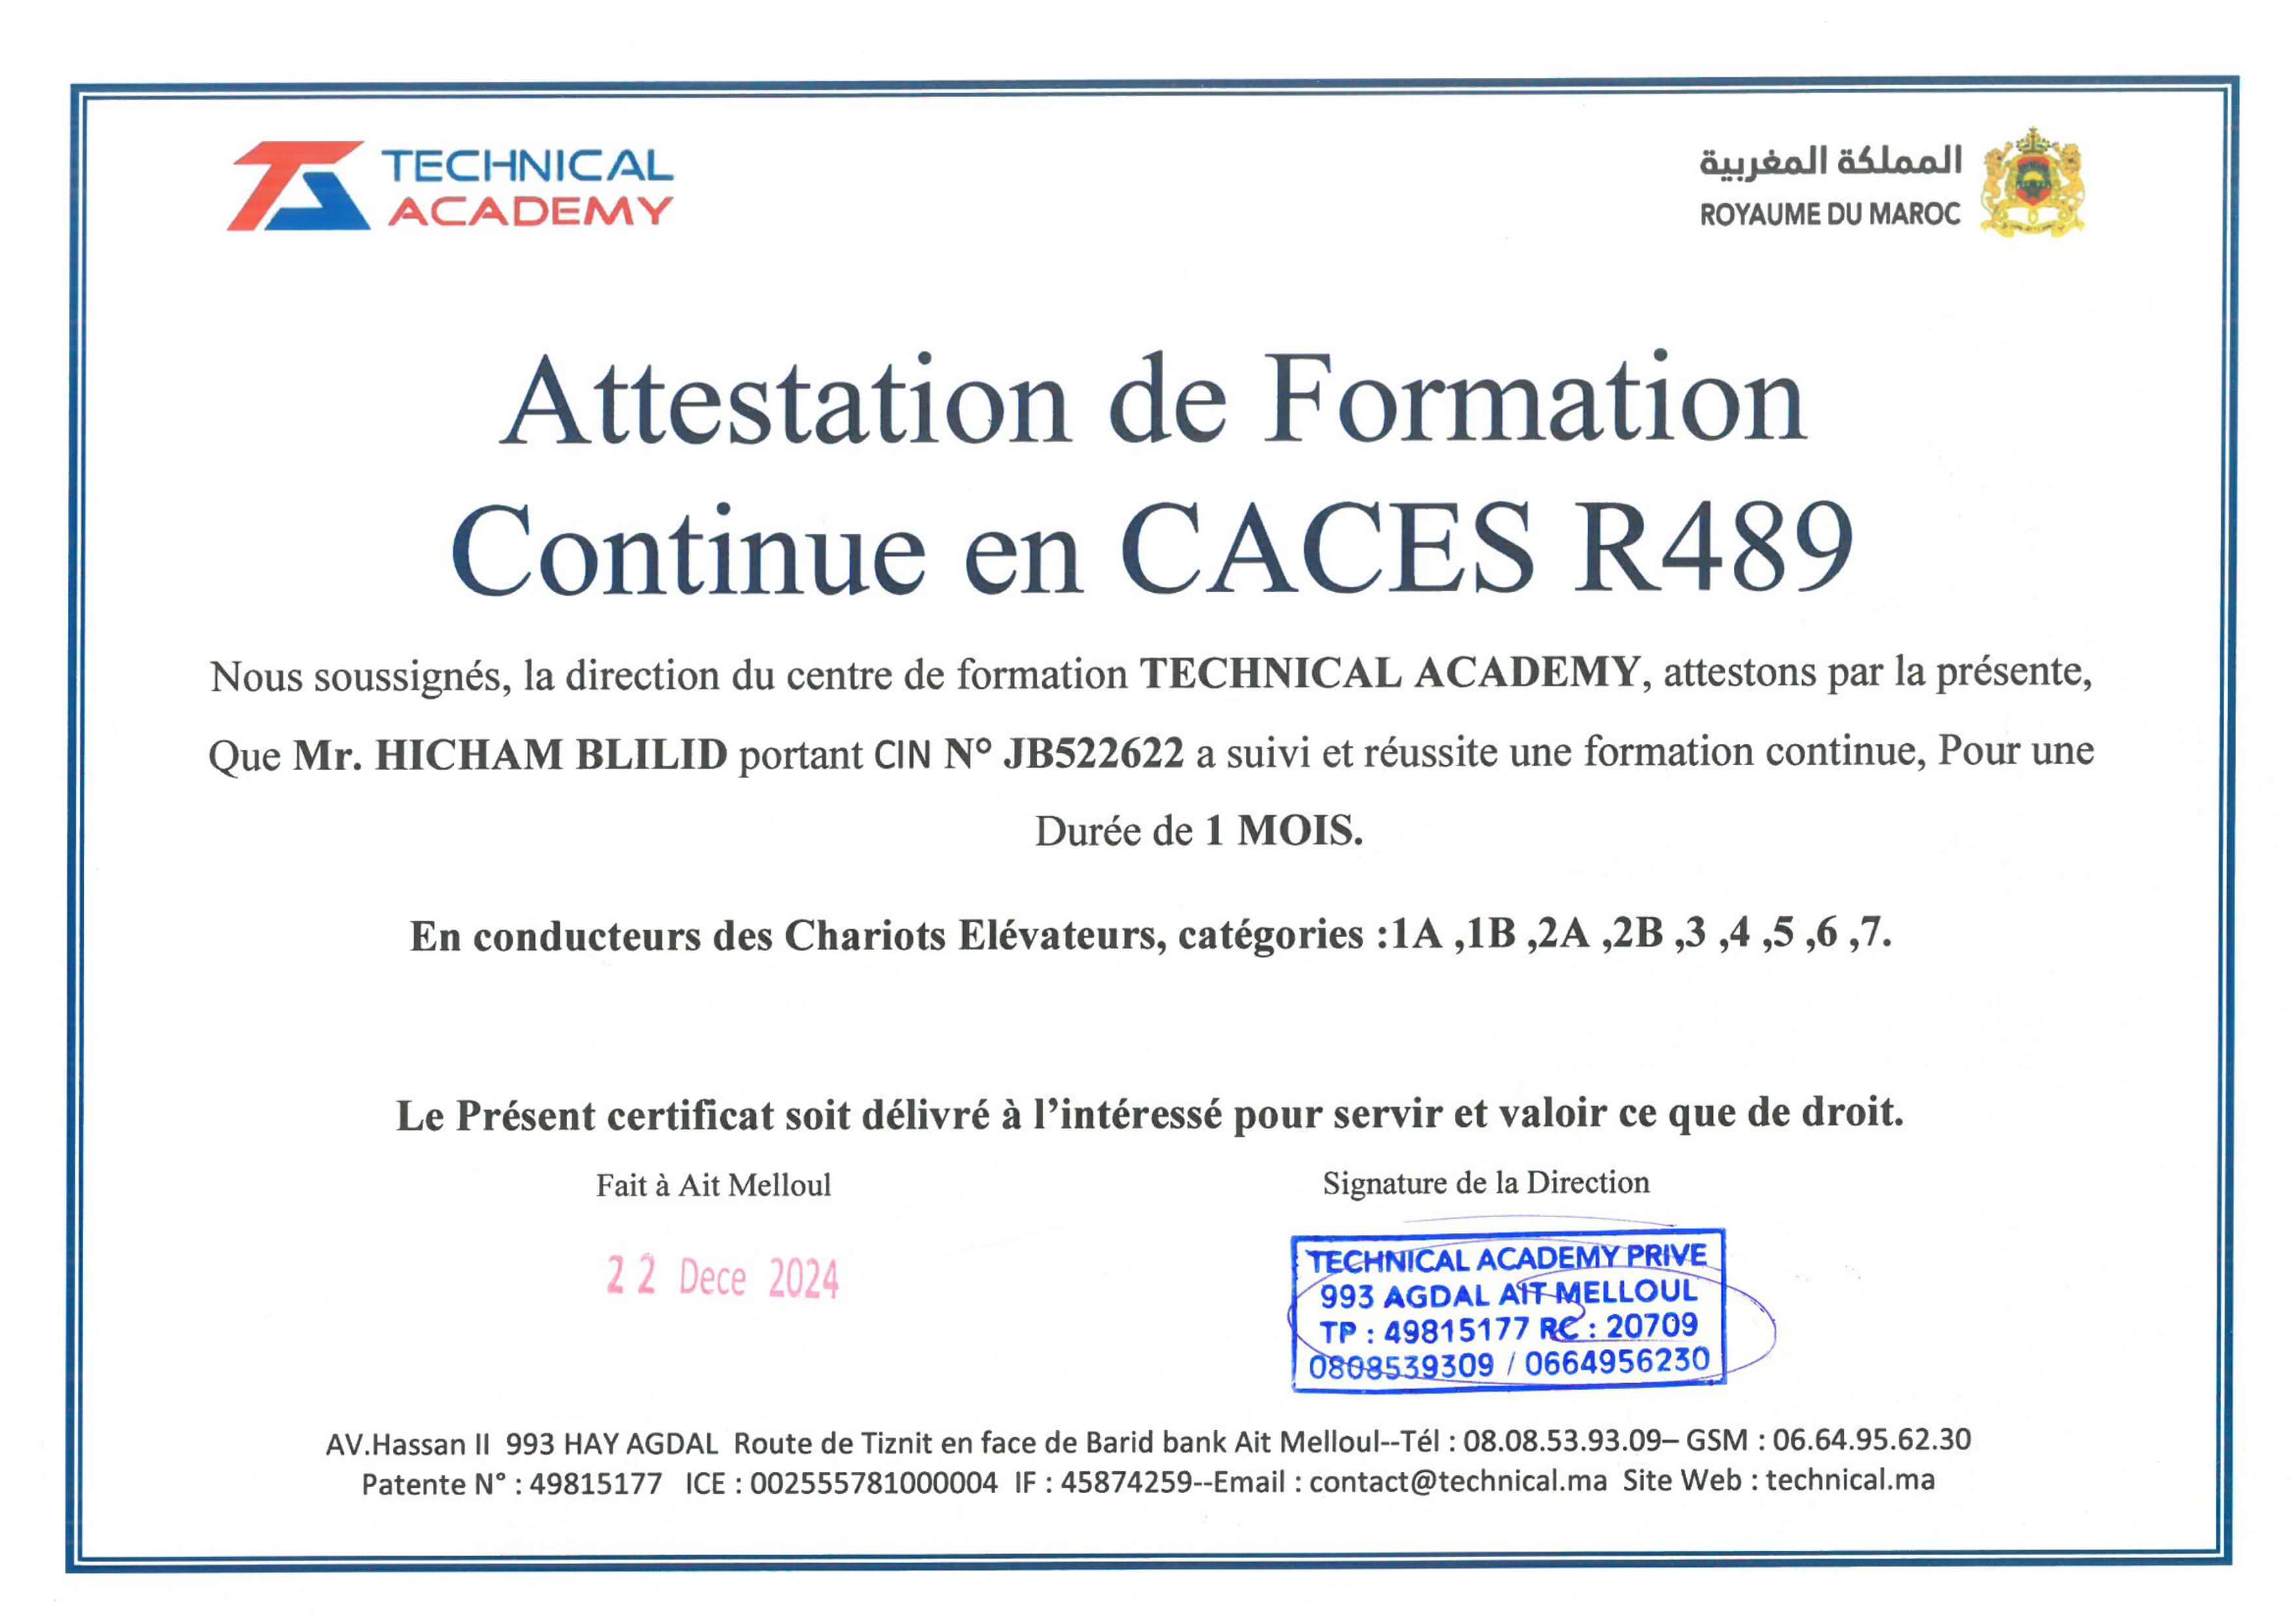 TECHNICAL
ACADEMY
المملكة المغربية
ROYAUME DU MAROC
Attestation de Formation
Continue en CACES R489
Nous soussignés, la direction du centre de formation TECHNICAL ACADEMY, attestons par la présente,
Que Mr. HICHAM BLILID portant CIN N° JB522622 a suivi et réussite une formation continue, Pour une
Durée de 1 MOIS.
En conducteurs des Chariots Elévateurs, catégories :1A ,1B ,2A ,2B ,3 ,4 ,5 ,6 ,7.
Le Présent certificat soit délivré à l’intéressé pour servir et valoir ce que de droit.
Fait à Ait Melloul
Signature de la Direction
22 Dece 2024
TECHNICAL ACADEMY PRIVE
993 AGDAL AIT MELLOUL
TP : 49815177 RC : 20709
0808539309 / 0664956230
AV.Hassan II 993 HAY AGDAL Route de Tiznit en face de Barid bank Ait Melloul--Tél : 08.08.53.93.09– GSM : 06.64.95.62.30
Patente N° : 49815177 ICE : 002555781000004 IF : 45874259--Email : contact@technical.ma Site Web : technical.ma